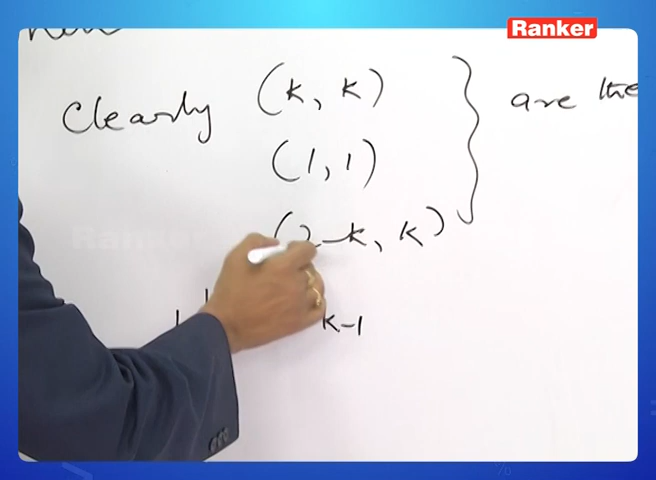 Ranker
Clearly (k, k) are the
(1, 1)
(2-k, k)
k-1